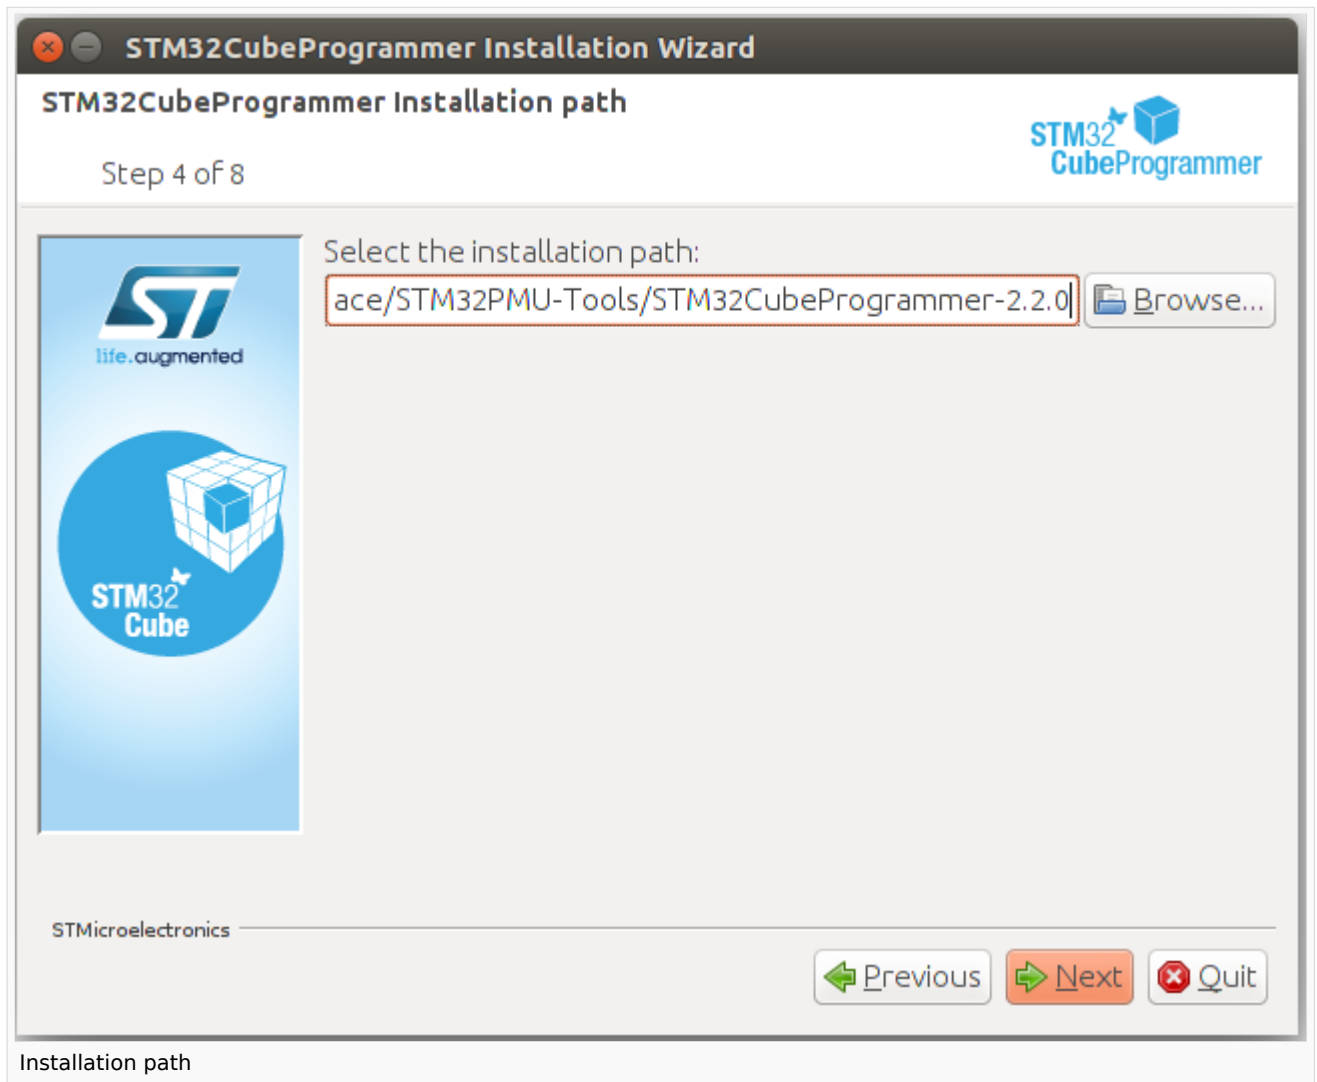 STM32CubeProgrammer Installation Wizard
STM32CubeProgrammer Installation path
Step 4 of 8
STM32
CubeProgrammer
ST
life.augmented
STM32
Cube
Select the installation path:
ace/STM32PMU-Tools/STM32CubeProgrammer-2.2.0
Browse...
STMicroelectronics
Previous
Next
Quit
Installation path